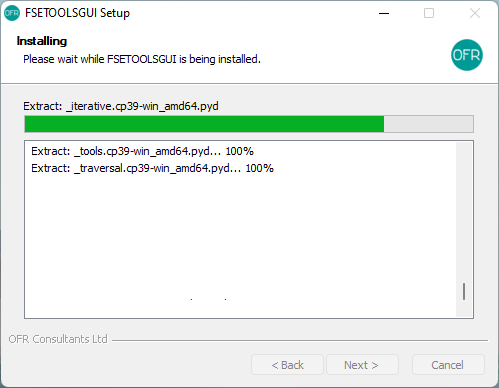 OFR FSETOOLSGUI Setup
Installing
Please wait while FSETOOLSGUI is being installed.
OFR
Extract: _iterative.cp39-win_amd64.pyd
Extract: _tools.cp39-win_amd64.pyd... 100%
Extract: _traversal.cp39-win_amd64.pyd... 100%
OFR Consultants Ltd
< Back Next > Cancel